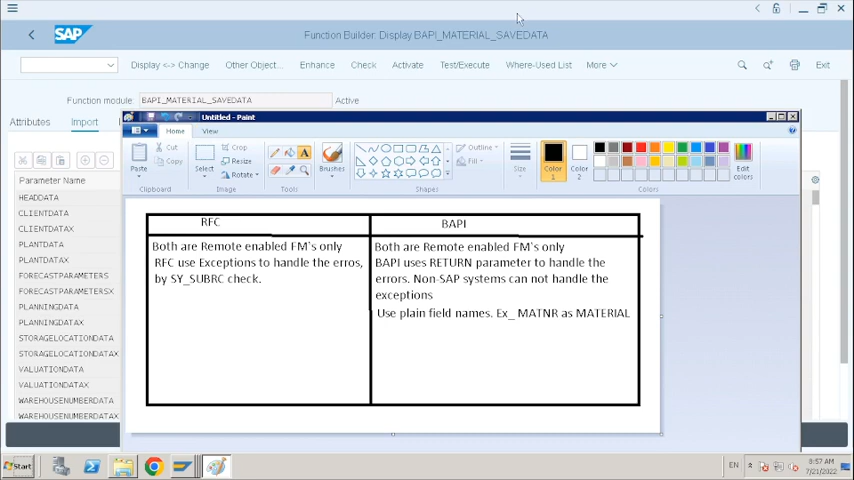 SAP
Function Builder: Display BAPI_MATERIAL_SAVEDATA
Display <-> Change
Other Object...
Enhance
Check
Activate
Test/Execute
Where-Used List
More
Exit
Function module:
BAPI_MATERIAL_SAVEDATA
Active
Attributes
Import
Untitled - Paint
Home
View
Paste
Cut
Copy
Clipboard
Select
Crop
Resize
Rotate
Image
A
Tools
Brushes
Shapes
Outline
Fill
Size
Color
1
Color
2
Edit
colors
Colors
Parameter Name
HEADDATA
CLIENTDATA
CLIENTDATAX
PLANTDATA
PLANTDATAX
FORECASTPARAMETERS
FORECASTPARAMETERSX
PLANNINGDATA
PLANNINGDATAX
STORAGELOCATIONDATA
STORAGELOCATIONDATAX
VALUATIONDATA
VALUATIONDATAX
WAREHOUSENUMBERDATA
WAREHOUSENUMBERDATAX
RFC
Both are Remote enabled FM`s only
RFC use Exceptions to handle the erros,
by SY_SUBRC check.
BAPI
Both are Remote enabled FM`s only
BAPI uses RETURN parameter to handle the
errors. Non-SAP systems can not handle the
exceptions
Use plain field names. Ex_ MATNR as MATERIAL
Start
EN
8:57 AM
7/21/2022